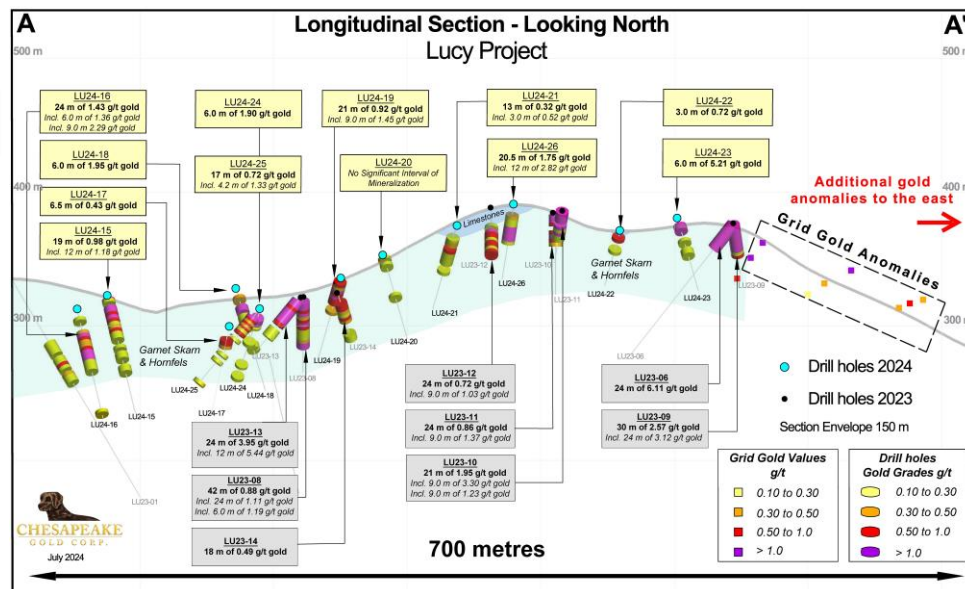 A
Longitudinal Section - Looking North
A'
Lucy Project
500 m
500 m
LU24-16
24 m of 1.43 g/t gold
Incl. 6.0 m of 1.36 g/t gold
Incl. 9.0 m 2.29 g/t gold
LU24-24
6.0 m of 1.90 g/t gold
LU24-19
21 m of 0.92 g/t gold
Incl. 9.0 m of 1.45 g/t gold
LU24-21
13 m of 0.32 g/t gold
Incl. 3.0 m of 0.52 g/t gold
LU24-22
3.0 m of 0.72 g/t gold
LU24-18
6.0 m of 1.95 g/t gold
LU24-25
17 m of 0.72 g/t gold
Incl. 4.2 m of 1.33 g/t gold
LU24-20
No Significant Interval of
Mineralization
LU24-26
20.5 m of 1.75 g/t gold
Incl. 12 m of 2.82 g/t gold
LU24-23
6.0 m of 5.21 g/t gold
400 m
400 m
LU24-17
6.5 m of 0.43 g/t gold
LU24-15
19 m of 0.98 g/t gold
Incl. 12 m of 1.18 g/t gold
Additional gold
anomalies to the east
Limestones
Grid Gold Anomalies
Garnet Skarn
& Hornfels
LU23-12
LU23-10
LU24-26
LU23-11
LU24-22
LU24-23
LU23-09
300 m
300 m
Garnet Skarn
& Hornfels
LU24-21
LU24-20
LU23-14
LU24-19
LU23-08
LU23-13
LU24-18
LU24-24
LU24-25
LU24-17
LU24-15
LU24-16
LU23-01
LU23-06
Drill holes 2024
Drill holes 2023
Section Envelope 150 m
LU23-12
24 m of 0.72 g/t gold
Incl. 9.0 m of 1.03 g/t gold
LU23-06
24 m of 6.11 g/t gold
LU23-11
24 m of 0.86 g/t gold
Incl. 9.0 m of 1.37 g/t gold
LU23-09
30 m of 2.57 g/t gold
Incl. 24 m of 3.12 g/t gold
LU23-13
24 m of 3.95 g/t gold
Incl. 12 m of 5.44 g/t gold
LU23-10
21 m of 1.95 g/t gold
Incl. 9.0 m of 3.30 g/t gold
Incl. 9.0 m of 1.23 g/t gold
LU23-08
42 m of 0.88 g/t gold
Incl. 24 m of 1.11 g/t gold
Incl. 6.0 m of 1.19 g/t gold
LU23-14
18 m of 0.49 g/t gold
Grid Gold Values
g/t
0.10 to 0.30
0.30 to 0.50
0.50 to 1.0
> 1.0
Drill holes
Gold Grades g/t
0.10 to 0.30
0.30 to 0.50
0.50 to 1.0
> 1.0
CHESAPEAKE
GOLD CORP.
July 2024
700 metres